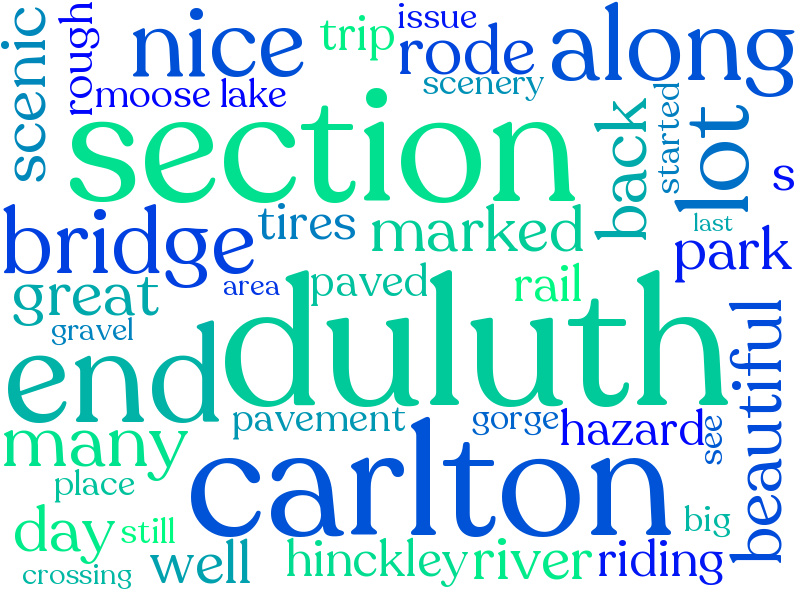 scenic
rough
nice
trip
issue
rode
along
scenery
moose lake
section
back
started
lot
s
bridge
tires
marked
last
park
great
area
paved
rail
gravel
end
duluth
beautiful
many
pavement
gorge
hazard
see
place
carlton
day
still
big
well
hinckley
river
riding
crossing